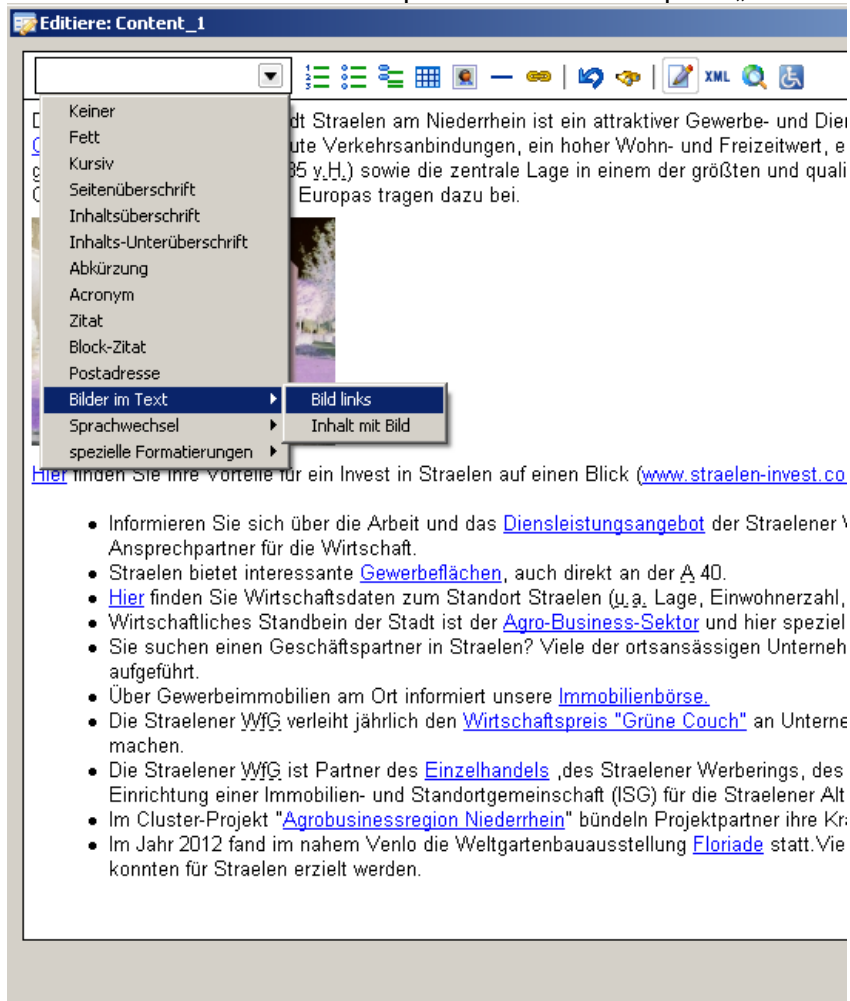 Editiere: Content_1
XML
Keiner
Fett
Kursiv
Seitenüberschrift
Inhaltsüberschrift
Inhalts-Unterüberschrift
Abkürzung
Acronym
Zitat
Block-Zitat
Postadresse
Bilder im Text
Sprachwechsel
spezielle Formatierungen
Bild links
Inhalt mit Bild
dt Straelen am Niederrhein ist ein attraktiver Gewerbe- und Dien
ute Verkehrsanbindungen, ein hoher Wohn- und Freizeitwert, e
35 v.H.) sowie die zentrale Lage in einem der größten und quali
Europas tragen dazu bei.
Hier finden Sie Ihre Vorteile für ein Invest in Straelen auf einen Blick (www.straelen-invest.co
• Informieren Sie sich über die Arbeit und das Diensleistungsangebot der Straelener
Ansprechpartner für die Wirtschaft.
• Straelen bietet interessante Gewerbeflächen, auch direkt an der A 40.
• Hier finden Sie Wirtschaftsdaten zum Standort Straelen (u.a. Lage, Einwohnerzahl,
• Wirtschaftliches Standbein der Stadt ist der Agro-Business-Sektor und hier speziel
• Sie suchen einen Geschäftspartner in Straelen? Viele der ortsansässigen Unterneh
aufgeführt.
• Über Gewerbeimmobilien am Ort informiert unsere Immobilienbörse.
• Die Straelener WfG verleiht jährlich den Wirtschaftspreis "Grüne Couch" an Unterne
machen.
• Die Straelener WfG ist Partner des Einzelhandels ,des Straelener Werberings, des
Einrichtung einer Immobilien- und Standortgemeinschaft (ISG) für die Straelener Alt
• Im Cluster-Projekt "Agrobusinessregion Niederrhein" bündeln Projektpartner ihre Kra
• Im Jahr 2012 fand im nahem Venlo die Weltgartenbauausstellung Floriade statt.Vie
konnten für Straelen erzielt werden.